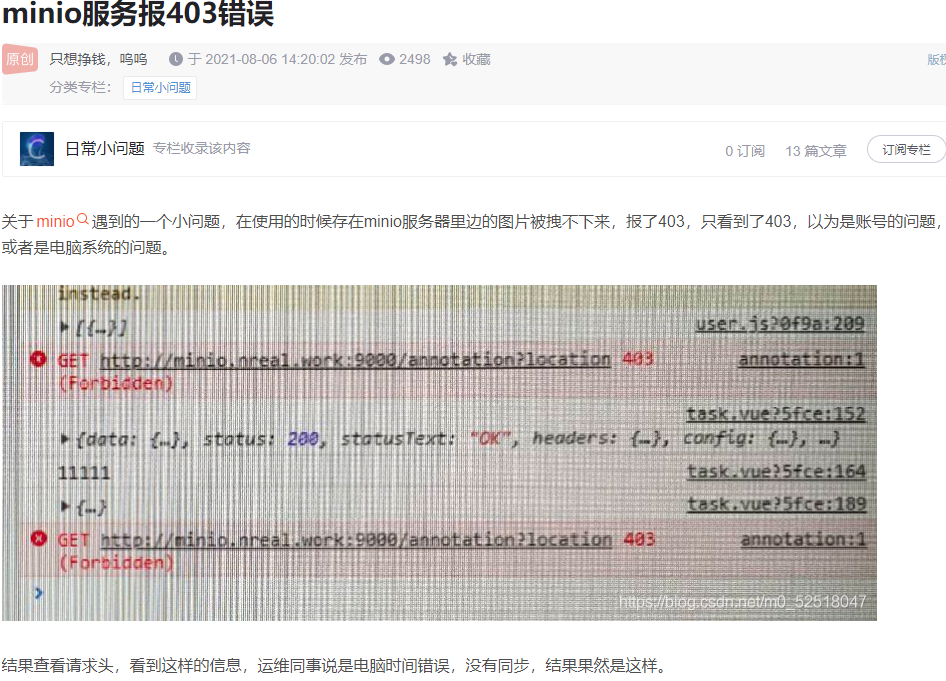 minio服务报403错误
原创 只想挣钱，呜呜 于 2021-08-06 14:20:02 发布 2498 收藏
分类专栏： 日常小问题
日常小问题 专栏收录该内容 0 订阅 13 篇文章 订阅专栏
关于 minio 遇到的一个小问题，在使用的时候存在minio服务器里边的图片被拽不下来，报了403，只看到了403，以为是账号的问题，
或者是电脑系统的问题。
instead.
[{…}] user.js?0f9a:209
GET http://minio.nreal.work:9000/annotation?location 403 annotation:1
(Forbidden)
task.vue?5fce:152
{data: {…}, status: 200, statusText: "OK", headers: {…}, config: {…}, …}
11111 task.vue?5fce:164
{…} task.vue?5fce:189
GET http://minio.nreal.work:9000/annotation?location 403 annotation:1
(Forbidden)
https://blog.csdn.net/m0_52518047
结果查看请求头，看到这样的信息，运维同事说是电脑时间错误，没有同步，结果果然是这样。